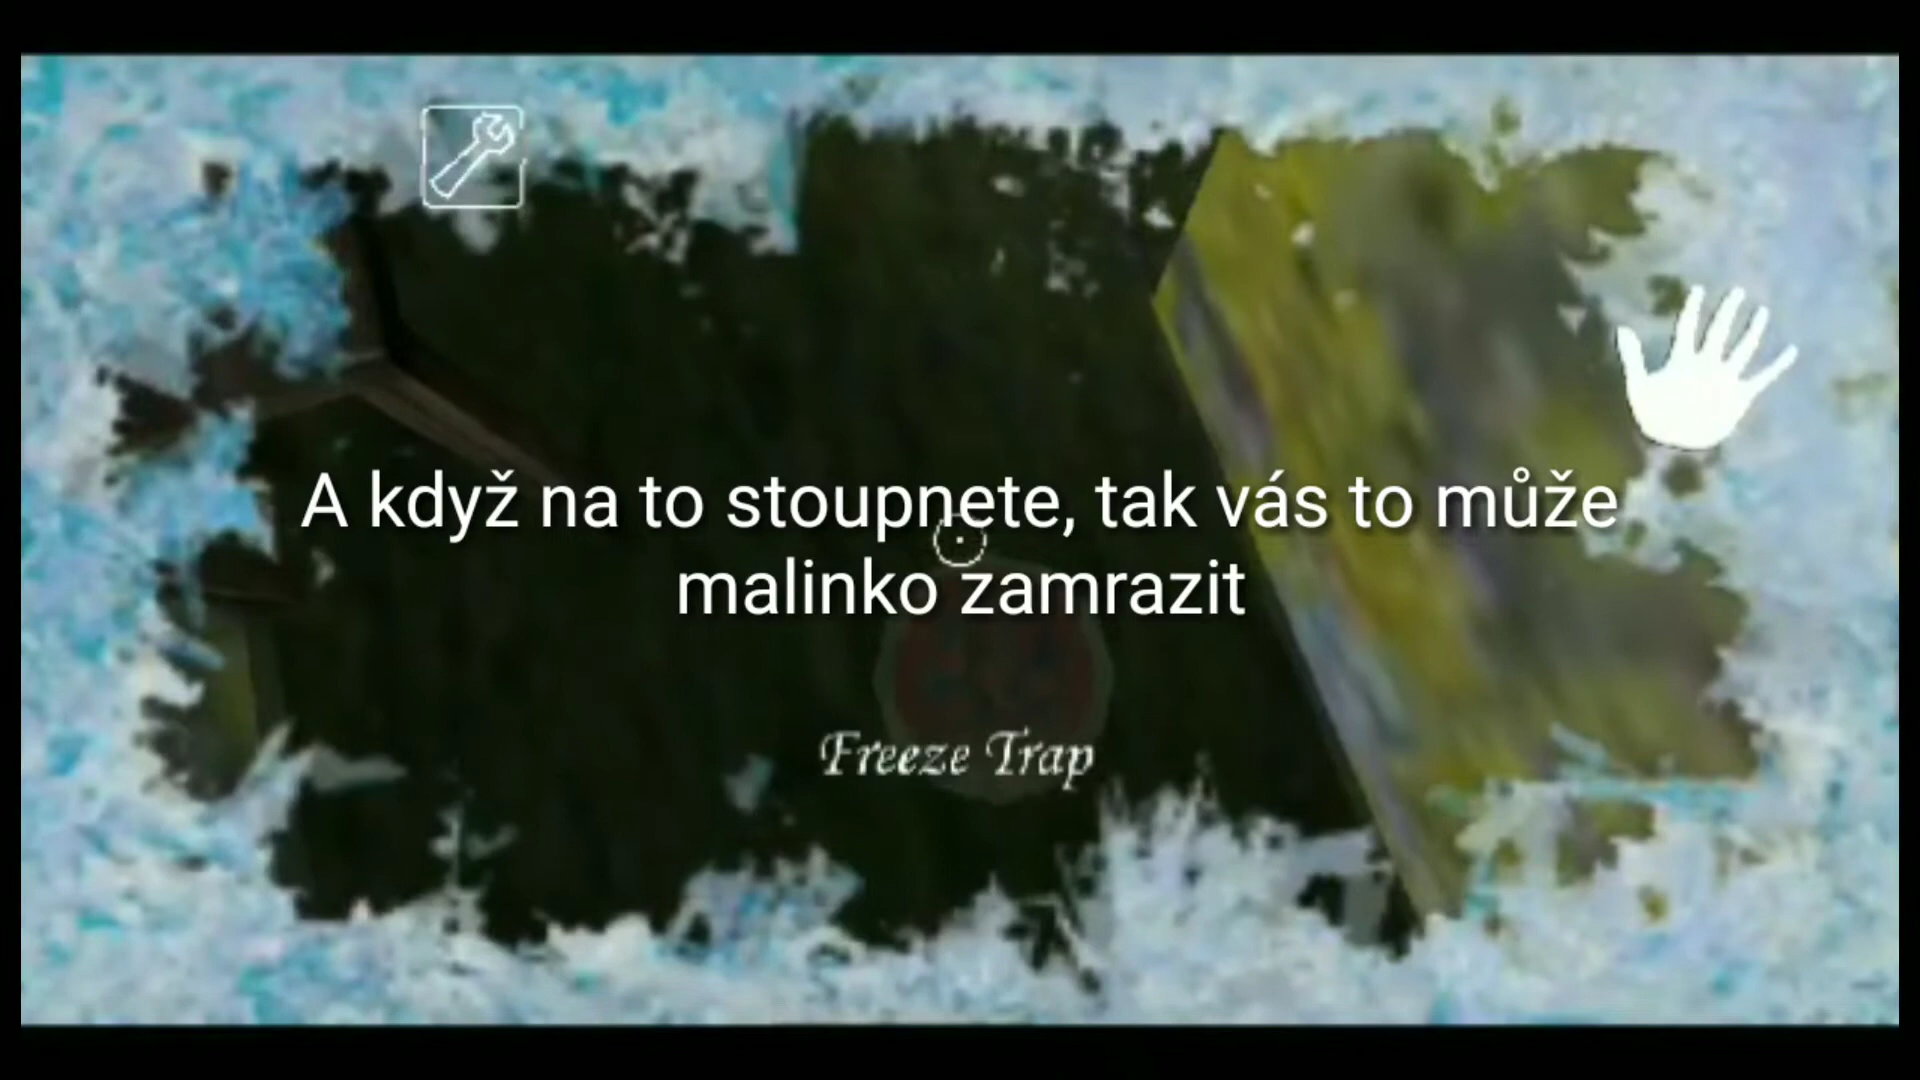 A když na to stoupnete, tak vás to může
malinko zamrazit
Freeze Trap